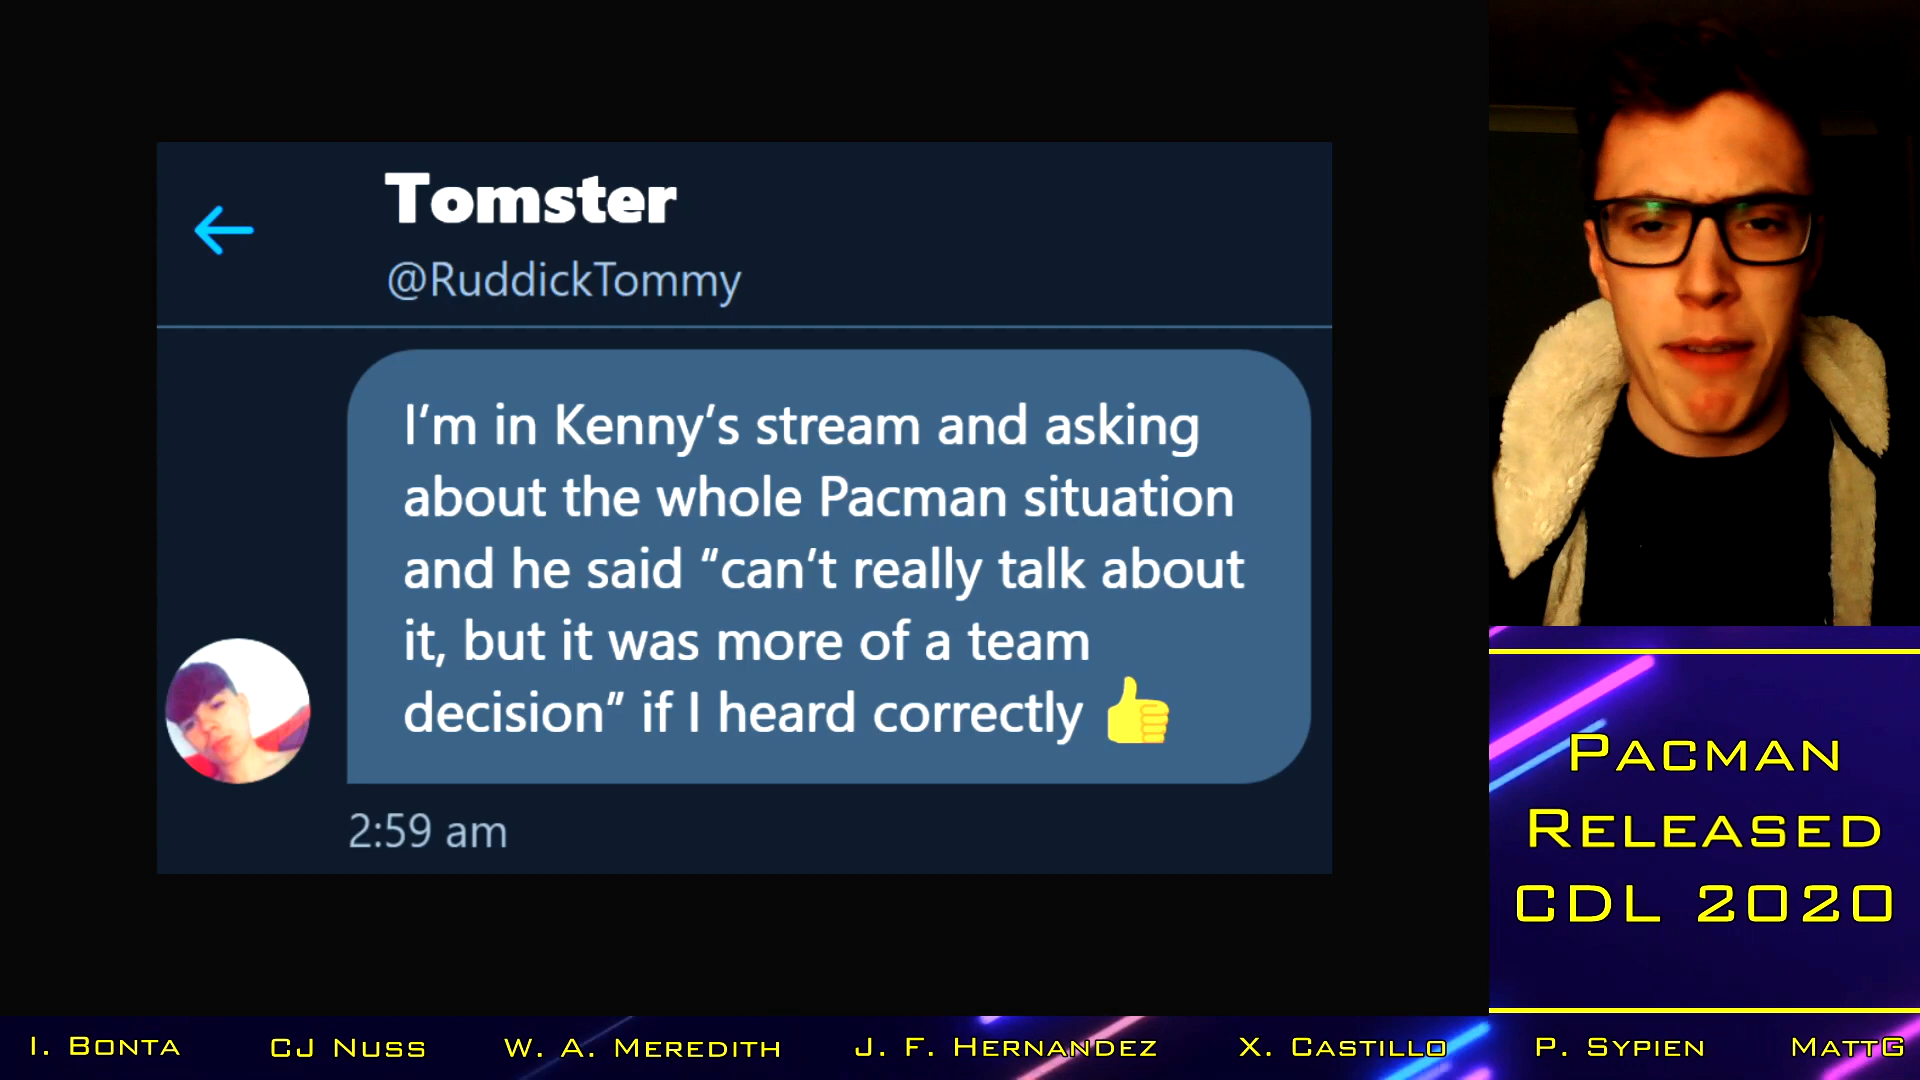 Tomster
@RuddickTommy
I’m in Kenny’s stream and asking
about the whole Pacman situation
and he said “can’t really talk about
it, but it was more of a team
decision” if I heard correctly 👍
2:59 am
Pacman
Released
CDL 2020
I. Bonta CJ Nuss W. A. Meredith J. F. Hernandez X. Castillo P. Sypien MattG